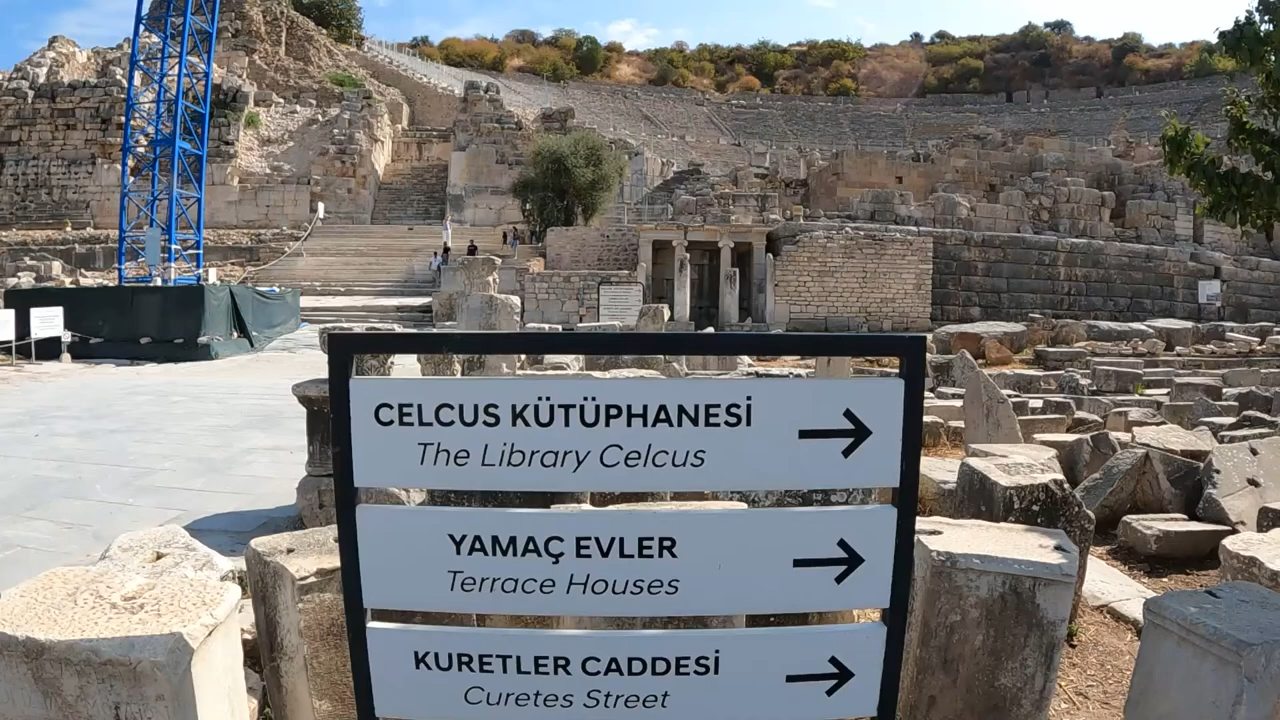 CELCUS KÜTÜPHANESİ
The Library Celcus
YAMAÇ EVLER
Terrace Houses
KURETLER CADDESİ
Curetes Street